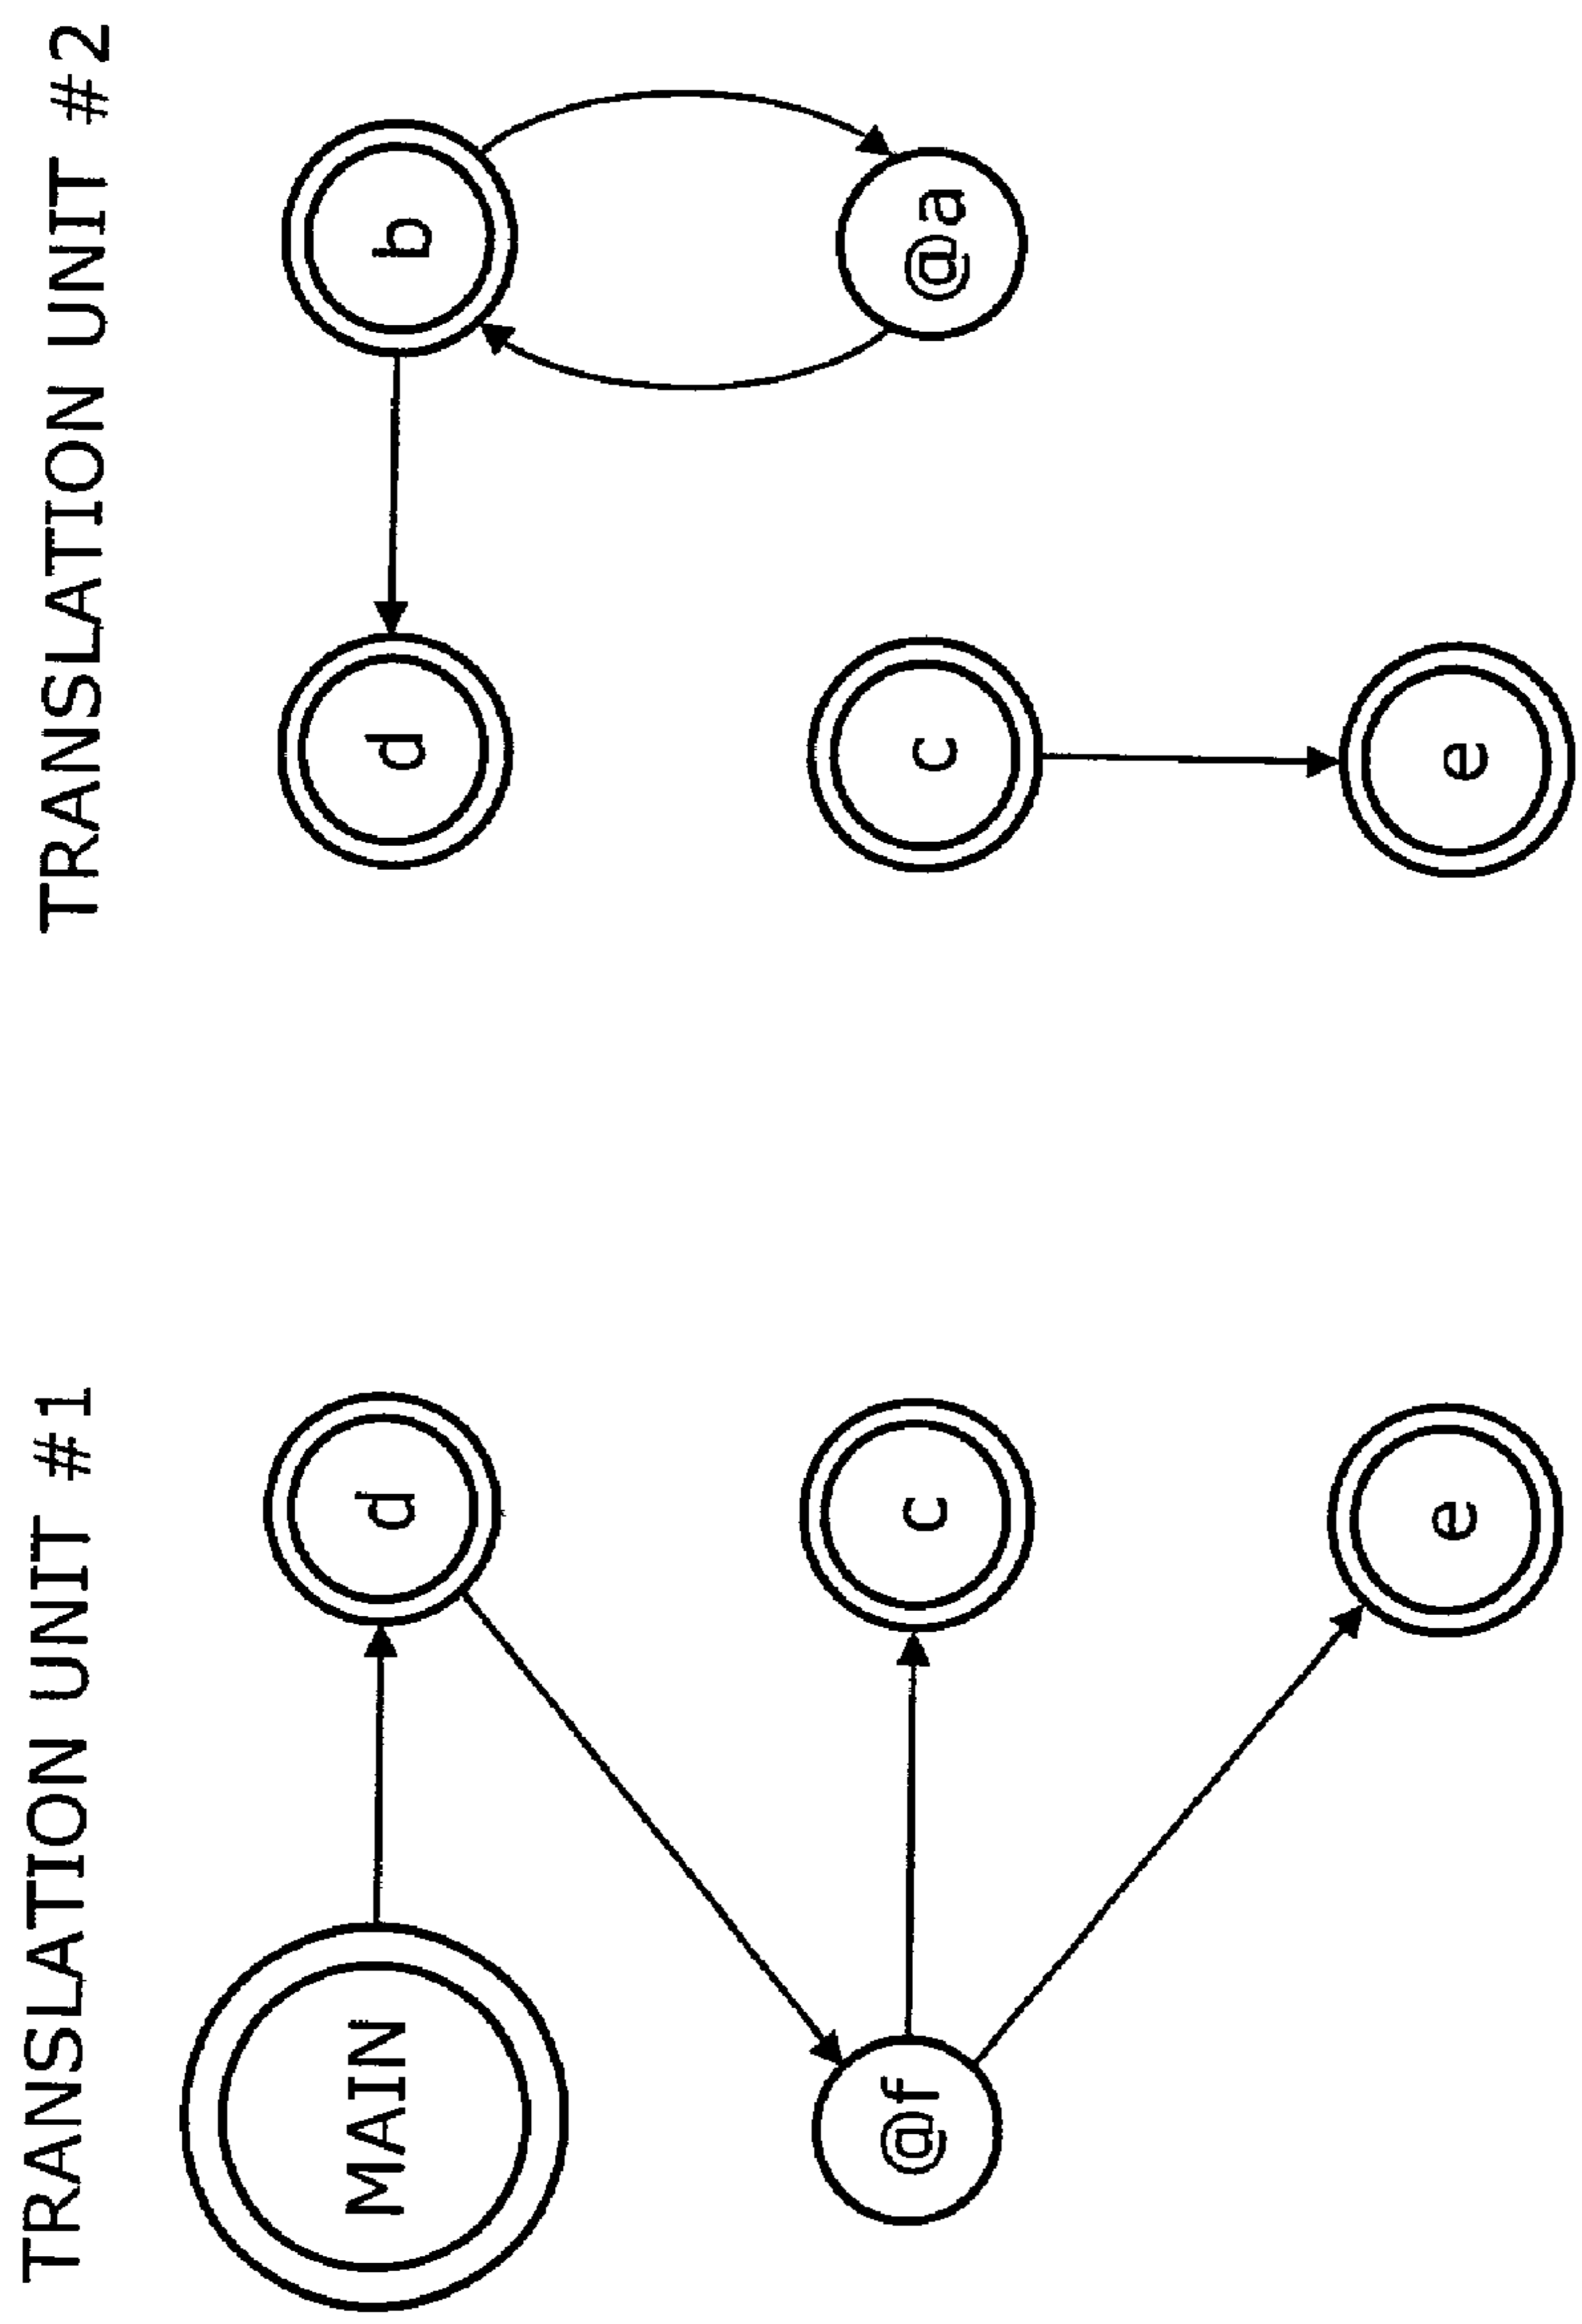 TRANSLATION UNIT #1
MAIN
d
@f
c
e
TRANSLATION UNIT #2
d
b
c
@a
e